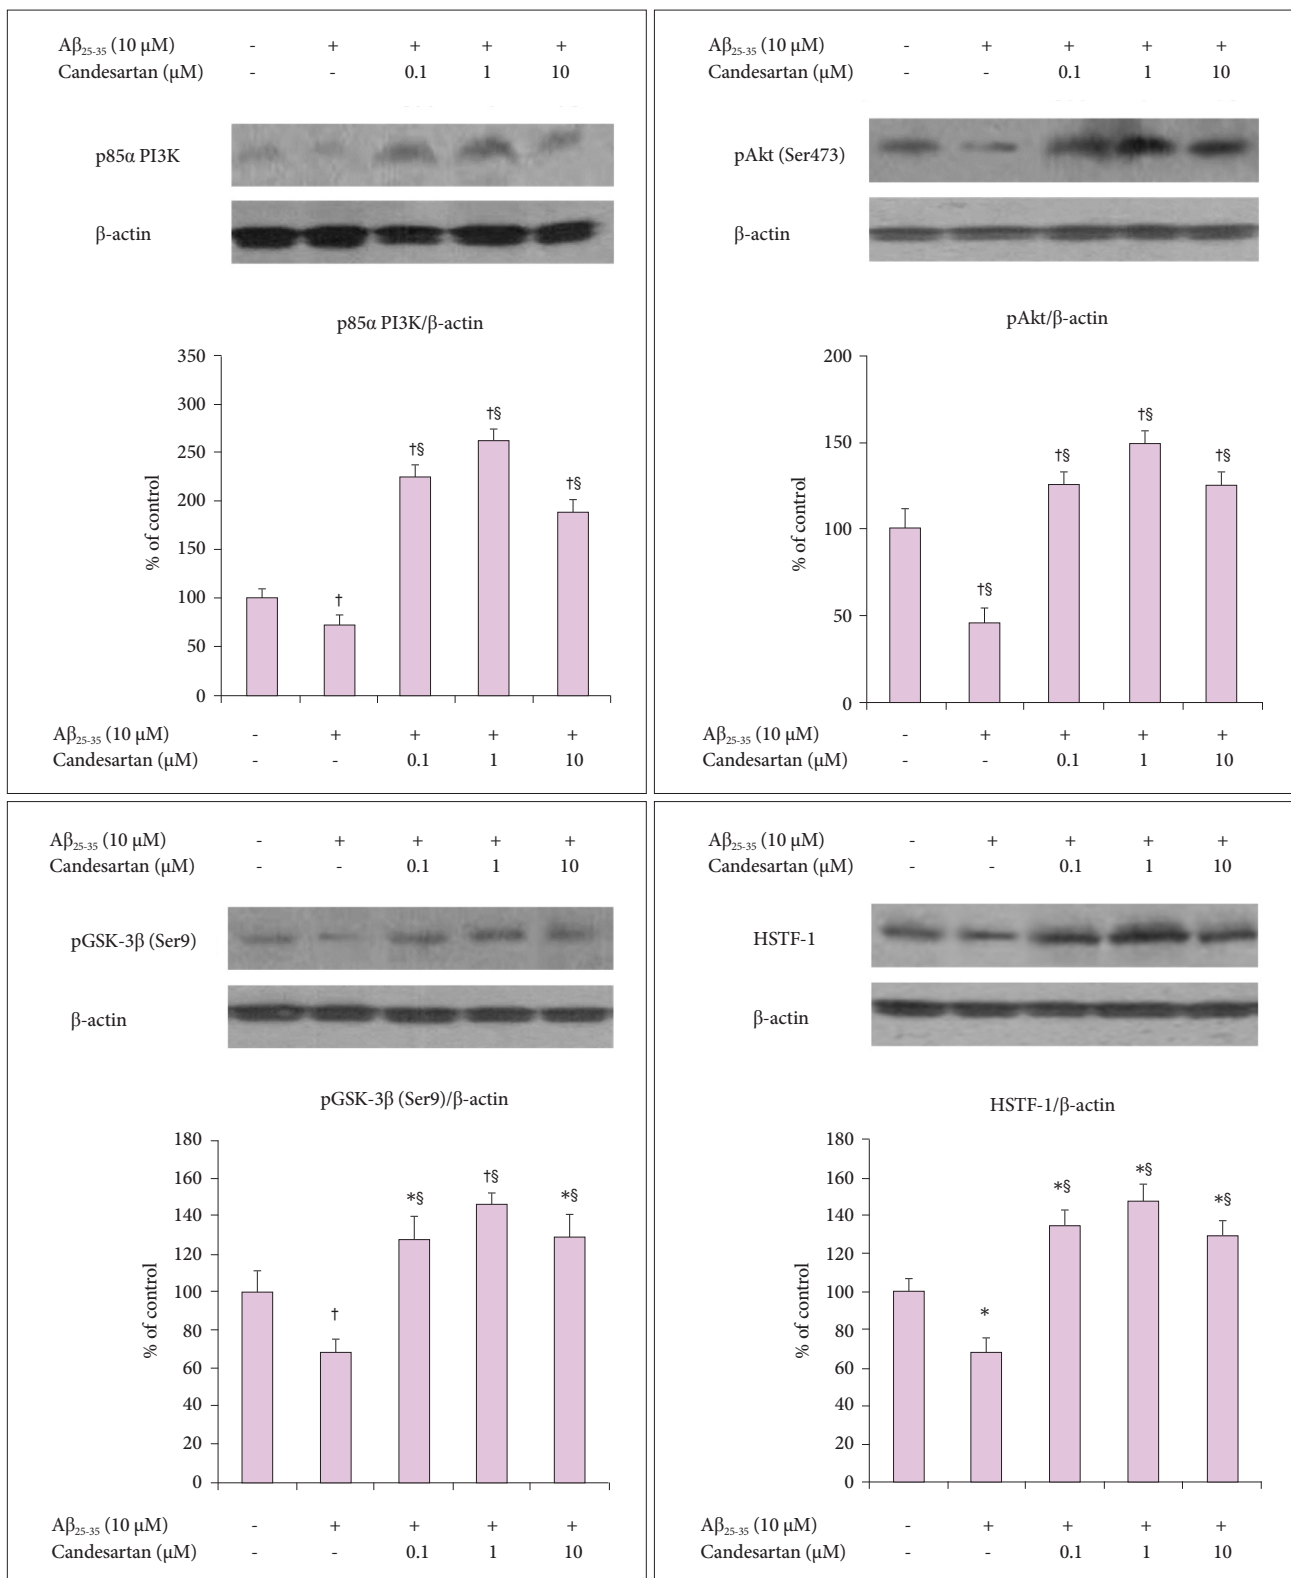 Aβ25-35 (10 μM) - + + + +
Candesartan (μM) - - 0.1 1 10
p85α PI3K
β-actin
p85α PI3K/β-actin
350
300
250
200
150
100
50
0
% of control
†
†§
†§
†§
Aβ25-35 (10 μM) - + + + +
Candesartan (μM) - - 0.1 1 10
Aβ25-35 (10 μM) - + + + +
Candesartan (μM) - - 0.1 1 10
pAkt (Ser473)
β-actin
pAkt/β-actin
200
150
100
50
0
% of control
†§
†§
†§
†§
Aβ25-35 (10 μM) - + + + +
Candesartan (μM) - - 0.1 1 10
Aβ25-35 (10 μM) - + + + +
Candesartan (μM) - - 0.1 1 10
pGSK-3β (Ser9)
β-actin
pGSK-3β (Ser9)/β-actin
180
160
140
120
100
80
60
40
20
0
% of control
†
*§
†§
*§
Aβ25-35 (10 μM) - + + + +
Candesartan (μM) - - 0.1 1 10
Aβ25-35 (10 μM) - + + + +
Candesartan (μM) - - 0.1 1 10
HSTF-1
β-actin
HSTF-1/β-actin
180
160
140
120
100
80
60
40
20
0
% of control
*
*§
*§
*§
Aβ25-35 (10 μM) - + + + +
Candesartan (μM) - - 0.1 1 10